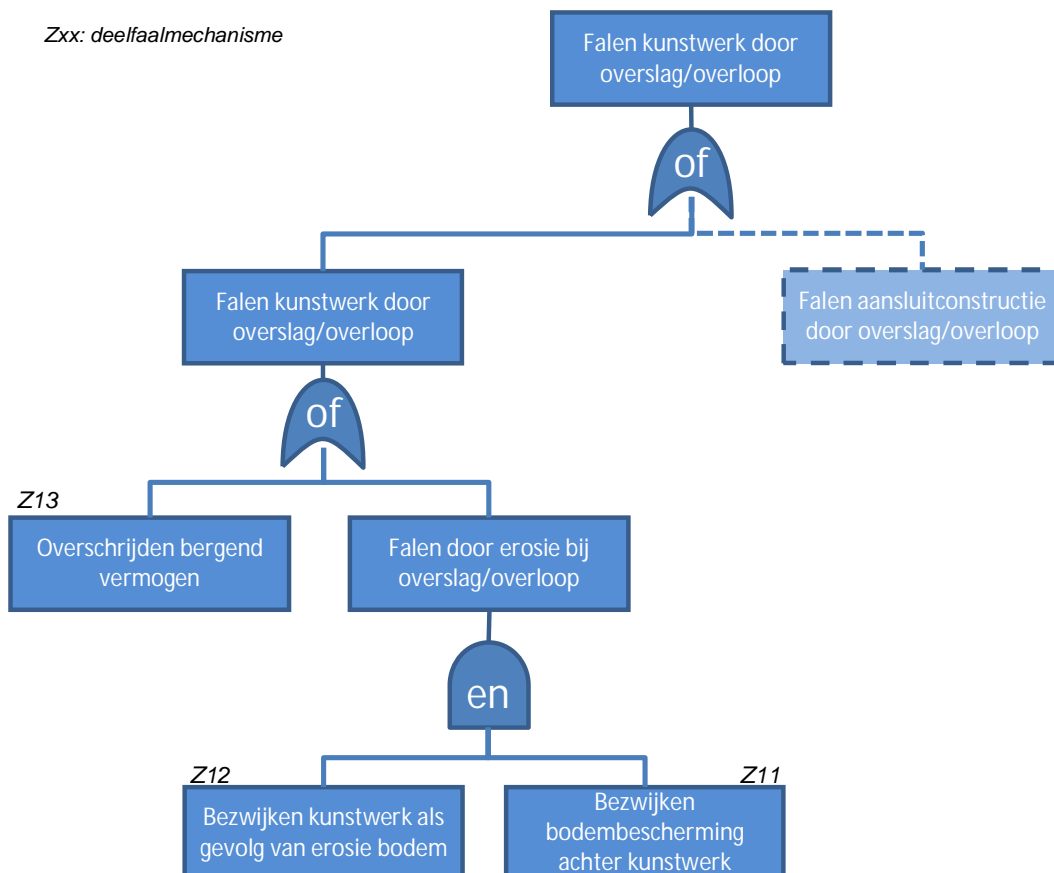 Zxx: deelfaalmechanisme
Falen kunstwerk door
overslag/overloop
of
Falen kunstwerk door
overslag/overloop
Falen aansluitconstructie
door overslag/overloop
of
Z13
Overschrijden bergend
vermogen
Falen door erosie bij
overslag/overloop
en
Z12
Bezwijken kunstwerk als
gevolg van erosie bodem
Z11
Bezwijken
bodembescherming
achter kunstwerk